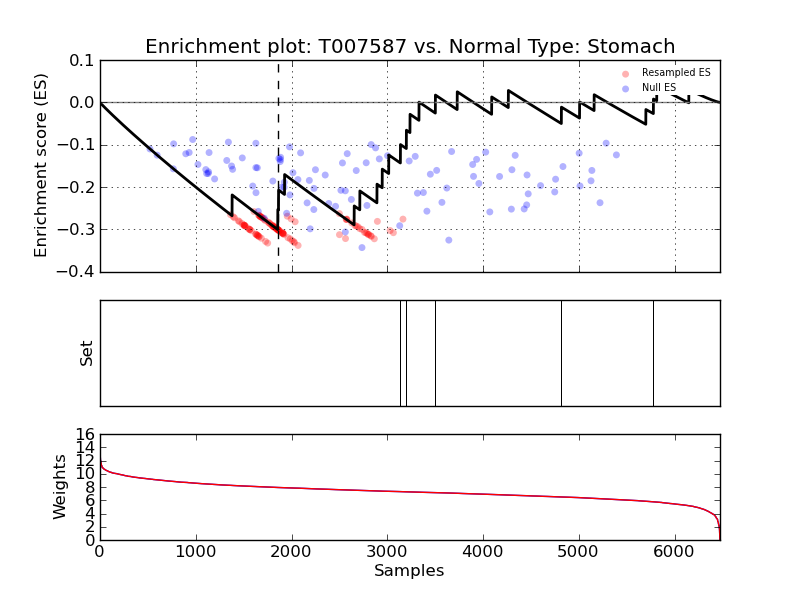 Enrichment plot: T007587 vs. Normal Type: Stomach
0.1
0.0
−0.1
−0.2
−0.3
−0.4
Enrichment score (ES)
Resampled ES
Null ES
Set
16
14
12
10
8
6
4
2
0
Weights
0 1000 2000 3000 4000 5000 6000
Samples